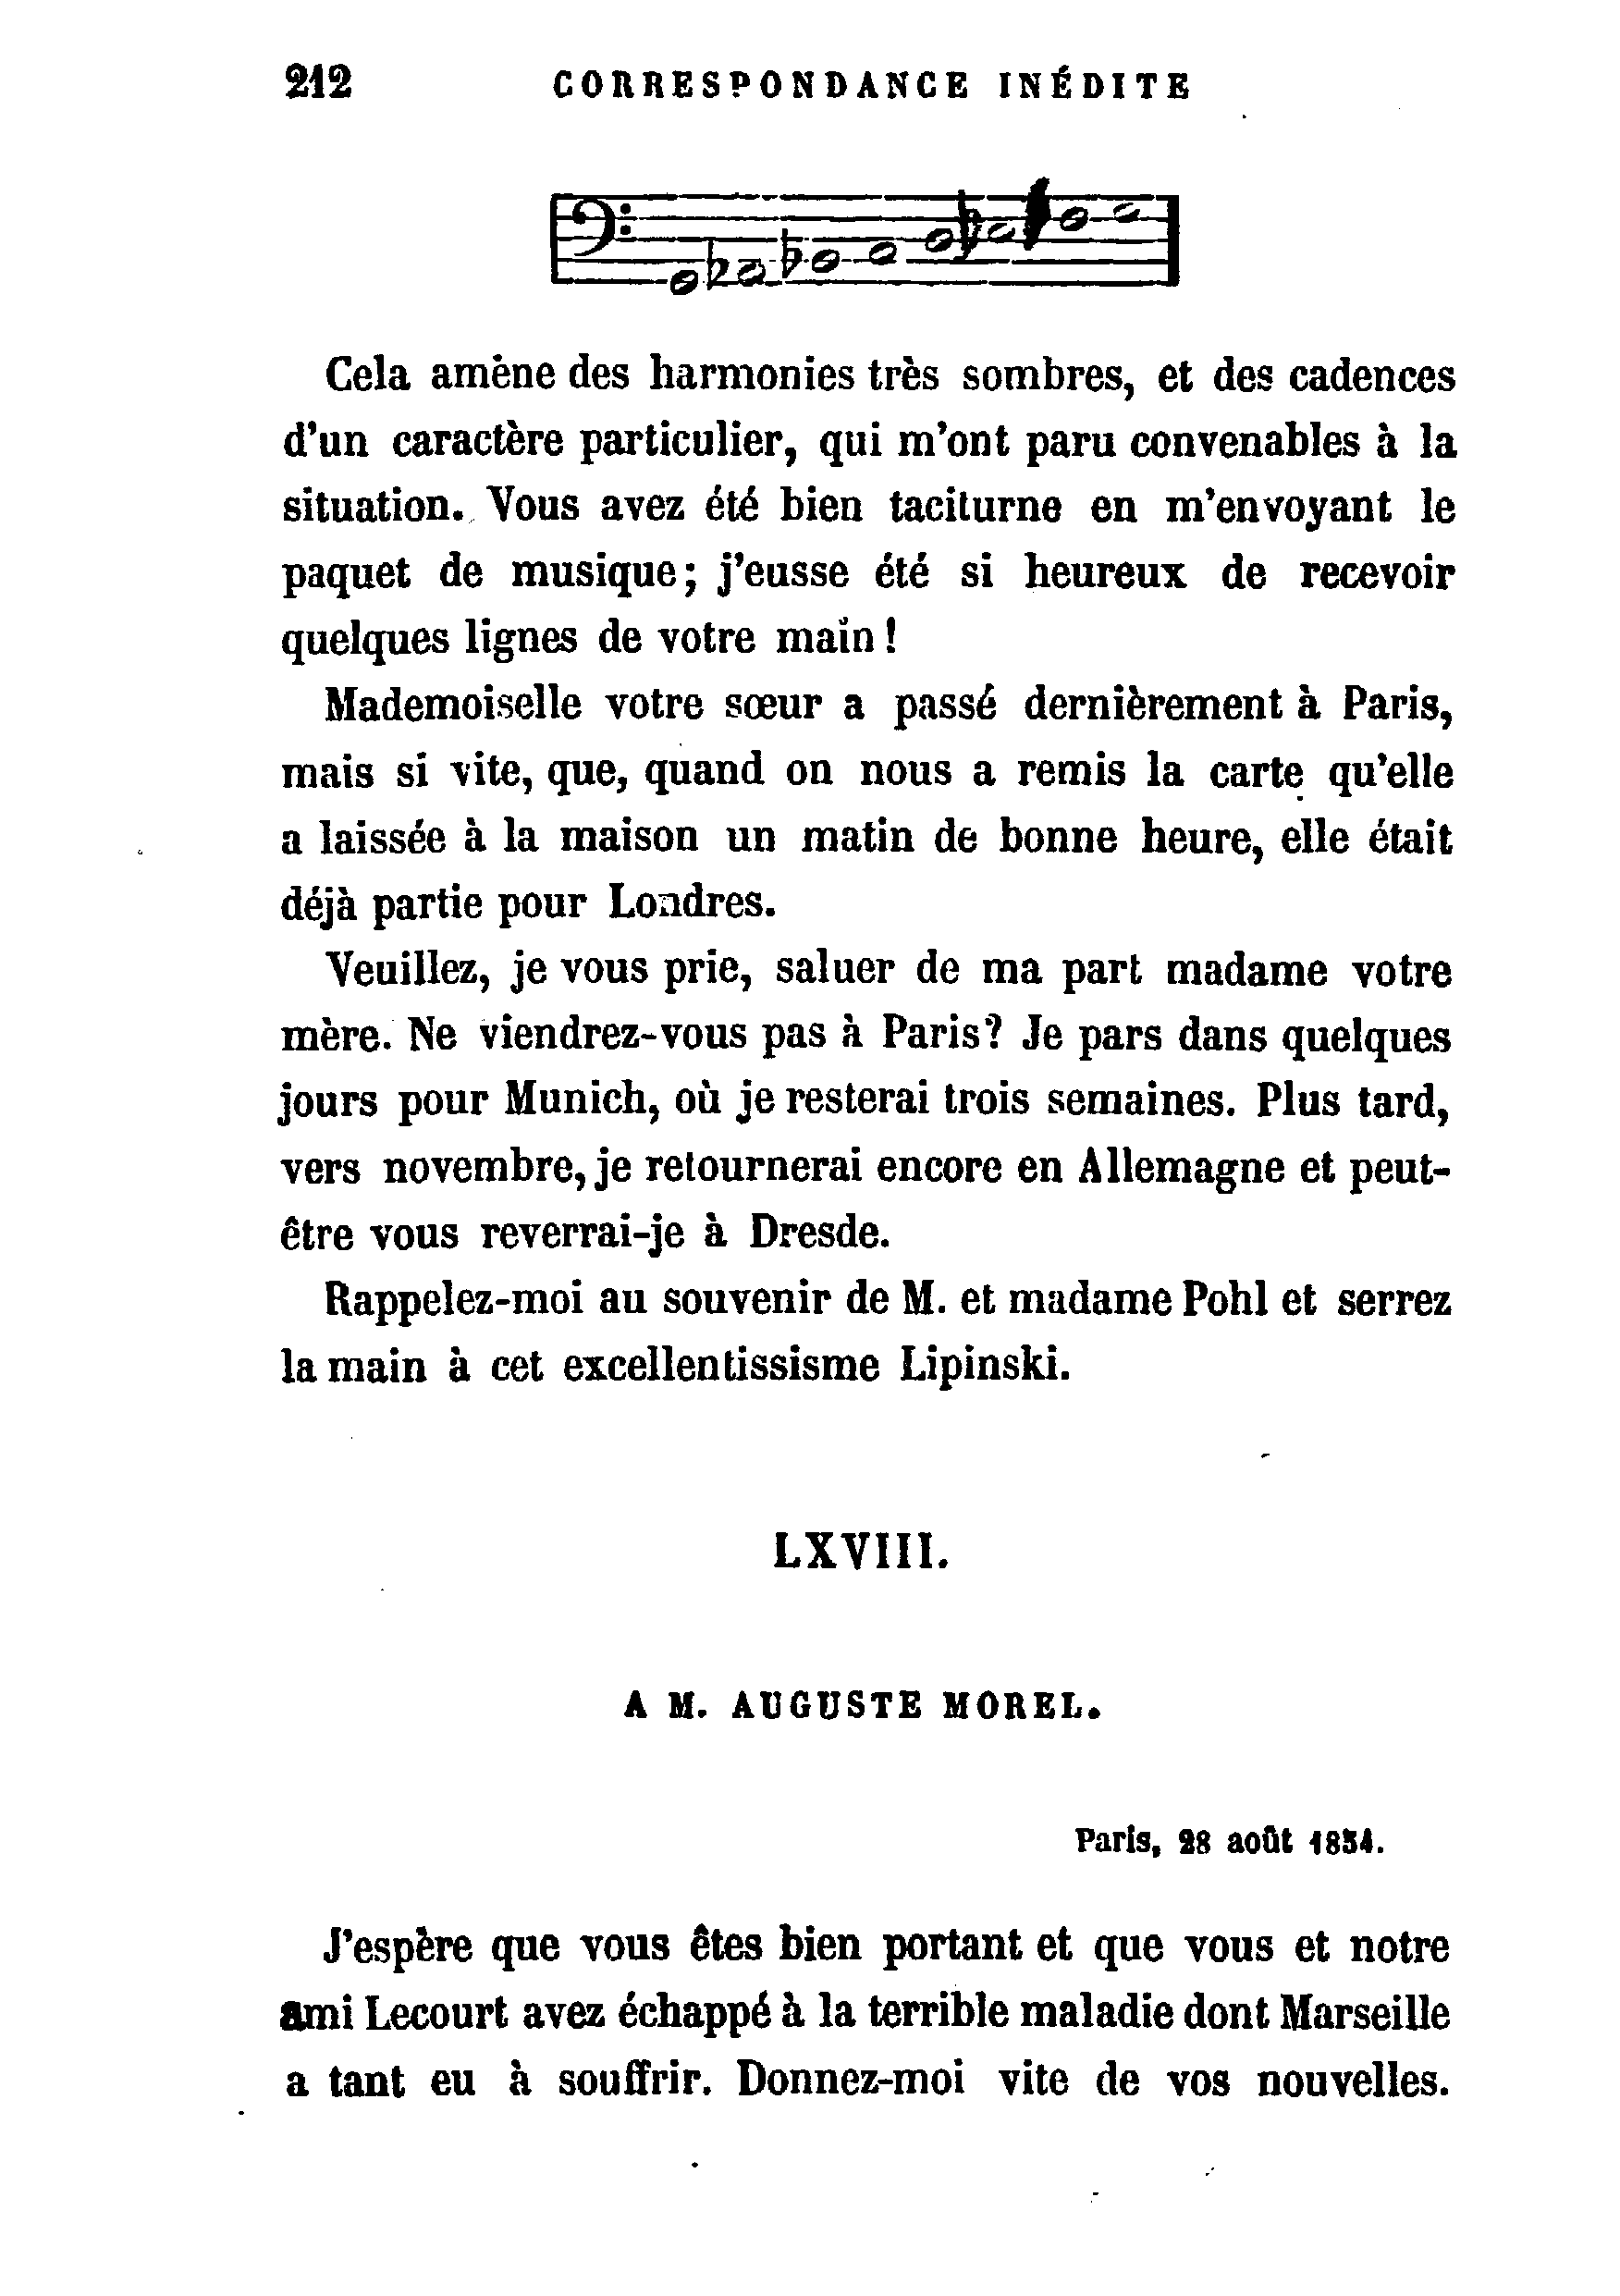 212 CORRESPONDANCE INÉDITE
Cela amène des harmonies très sombres, et des cadences
d'un caractère particulier, qui m'ont paru convenables à la
situation. Vous avez été bien taciturne en m'envoyant le
paquet de musique; j'eusse été si heureux de recevoir
quelques lignes de votre main!
Mademoiselle votre sœur a passé dernièrement à Paris,
mais si vite, que, quand on nous a remis la carte qu'elle
a laissée à la maison un matin de bonne heure, elle était
déjà partie pour Londres.
Veuillez, je vous prie, saluer de ma part madame votre
mère. Ne viendrez-vous pas à Paris? Je pars dans quelques
jours pour Munich, où je resterai trois semaines. Plus tard,
vers novembre, je retournerai encore en Allemagne et peut-
être vous reverrai-je à Dresde.
Rappelez-moi au souvenir de M. et madame Pohl et serrez
la main à cet excellentissisme Lipinski.
LXVIII.
A M. AUGUSTE MOREL.
Paris, 28 août 1854.
J'espère que vous êtes bien portant et que vous et notre
ami Lecourt avez échappé à la terrible maladie dont Marseille
a tant eu à souffrir. Donnez-moi vite de vos nouvelles.